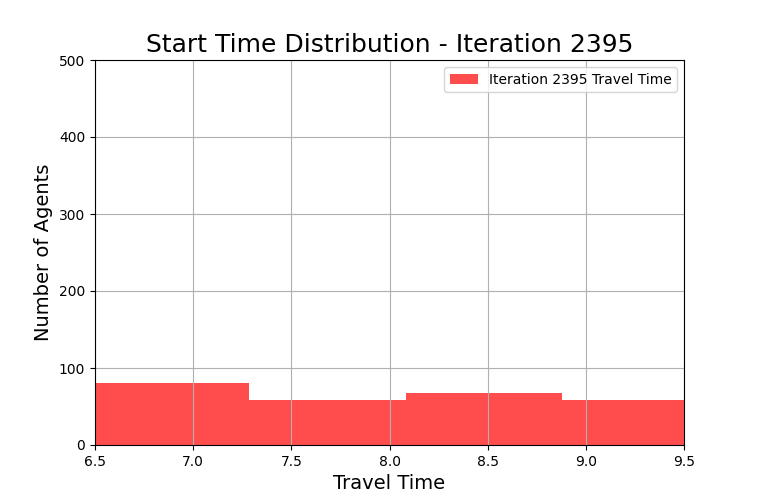 Start Time Distribution - Iteration 2395
Iteration 2395 Travel Time
Number of Agents
500
400
300
200
100
0
6.5 7.0 7.5 8.0 8.5 9.0 9.5
Travel Time